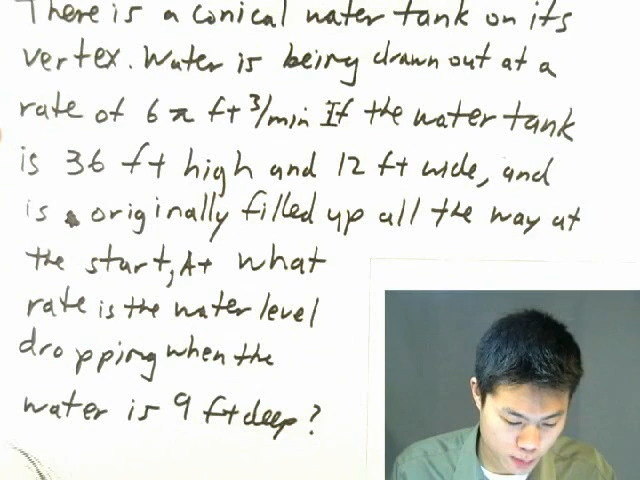 There is a conical water tank on its
vertex. Water is being drawn out at a
rate of 6 π ft³/min If the water tank
is 36 ft high and 12 ft wide, and
is originally filled up all the way at
the start, At what
rate is the water level
dropping when the
water is 9 ft deep?